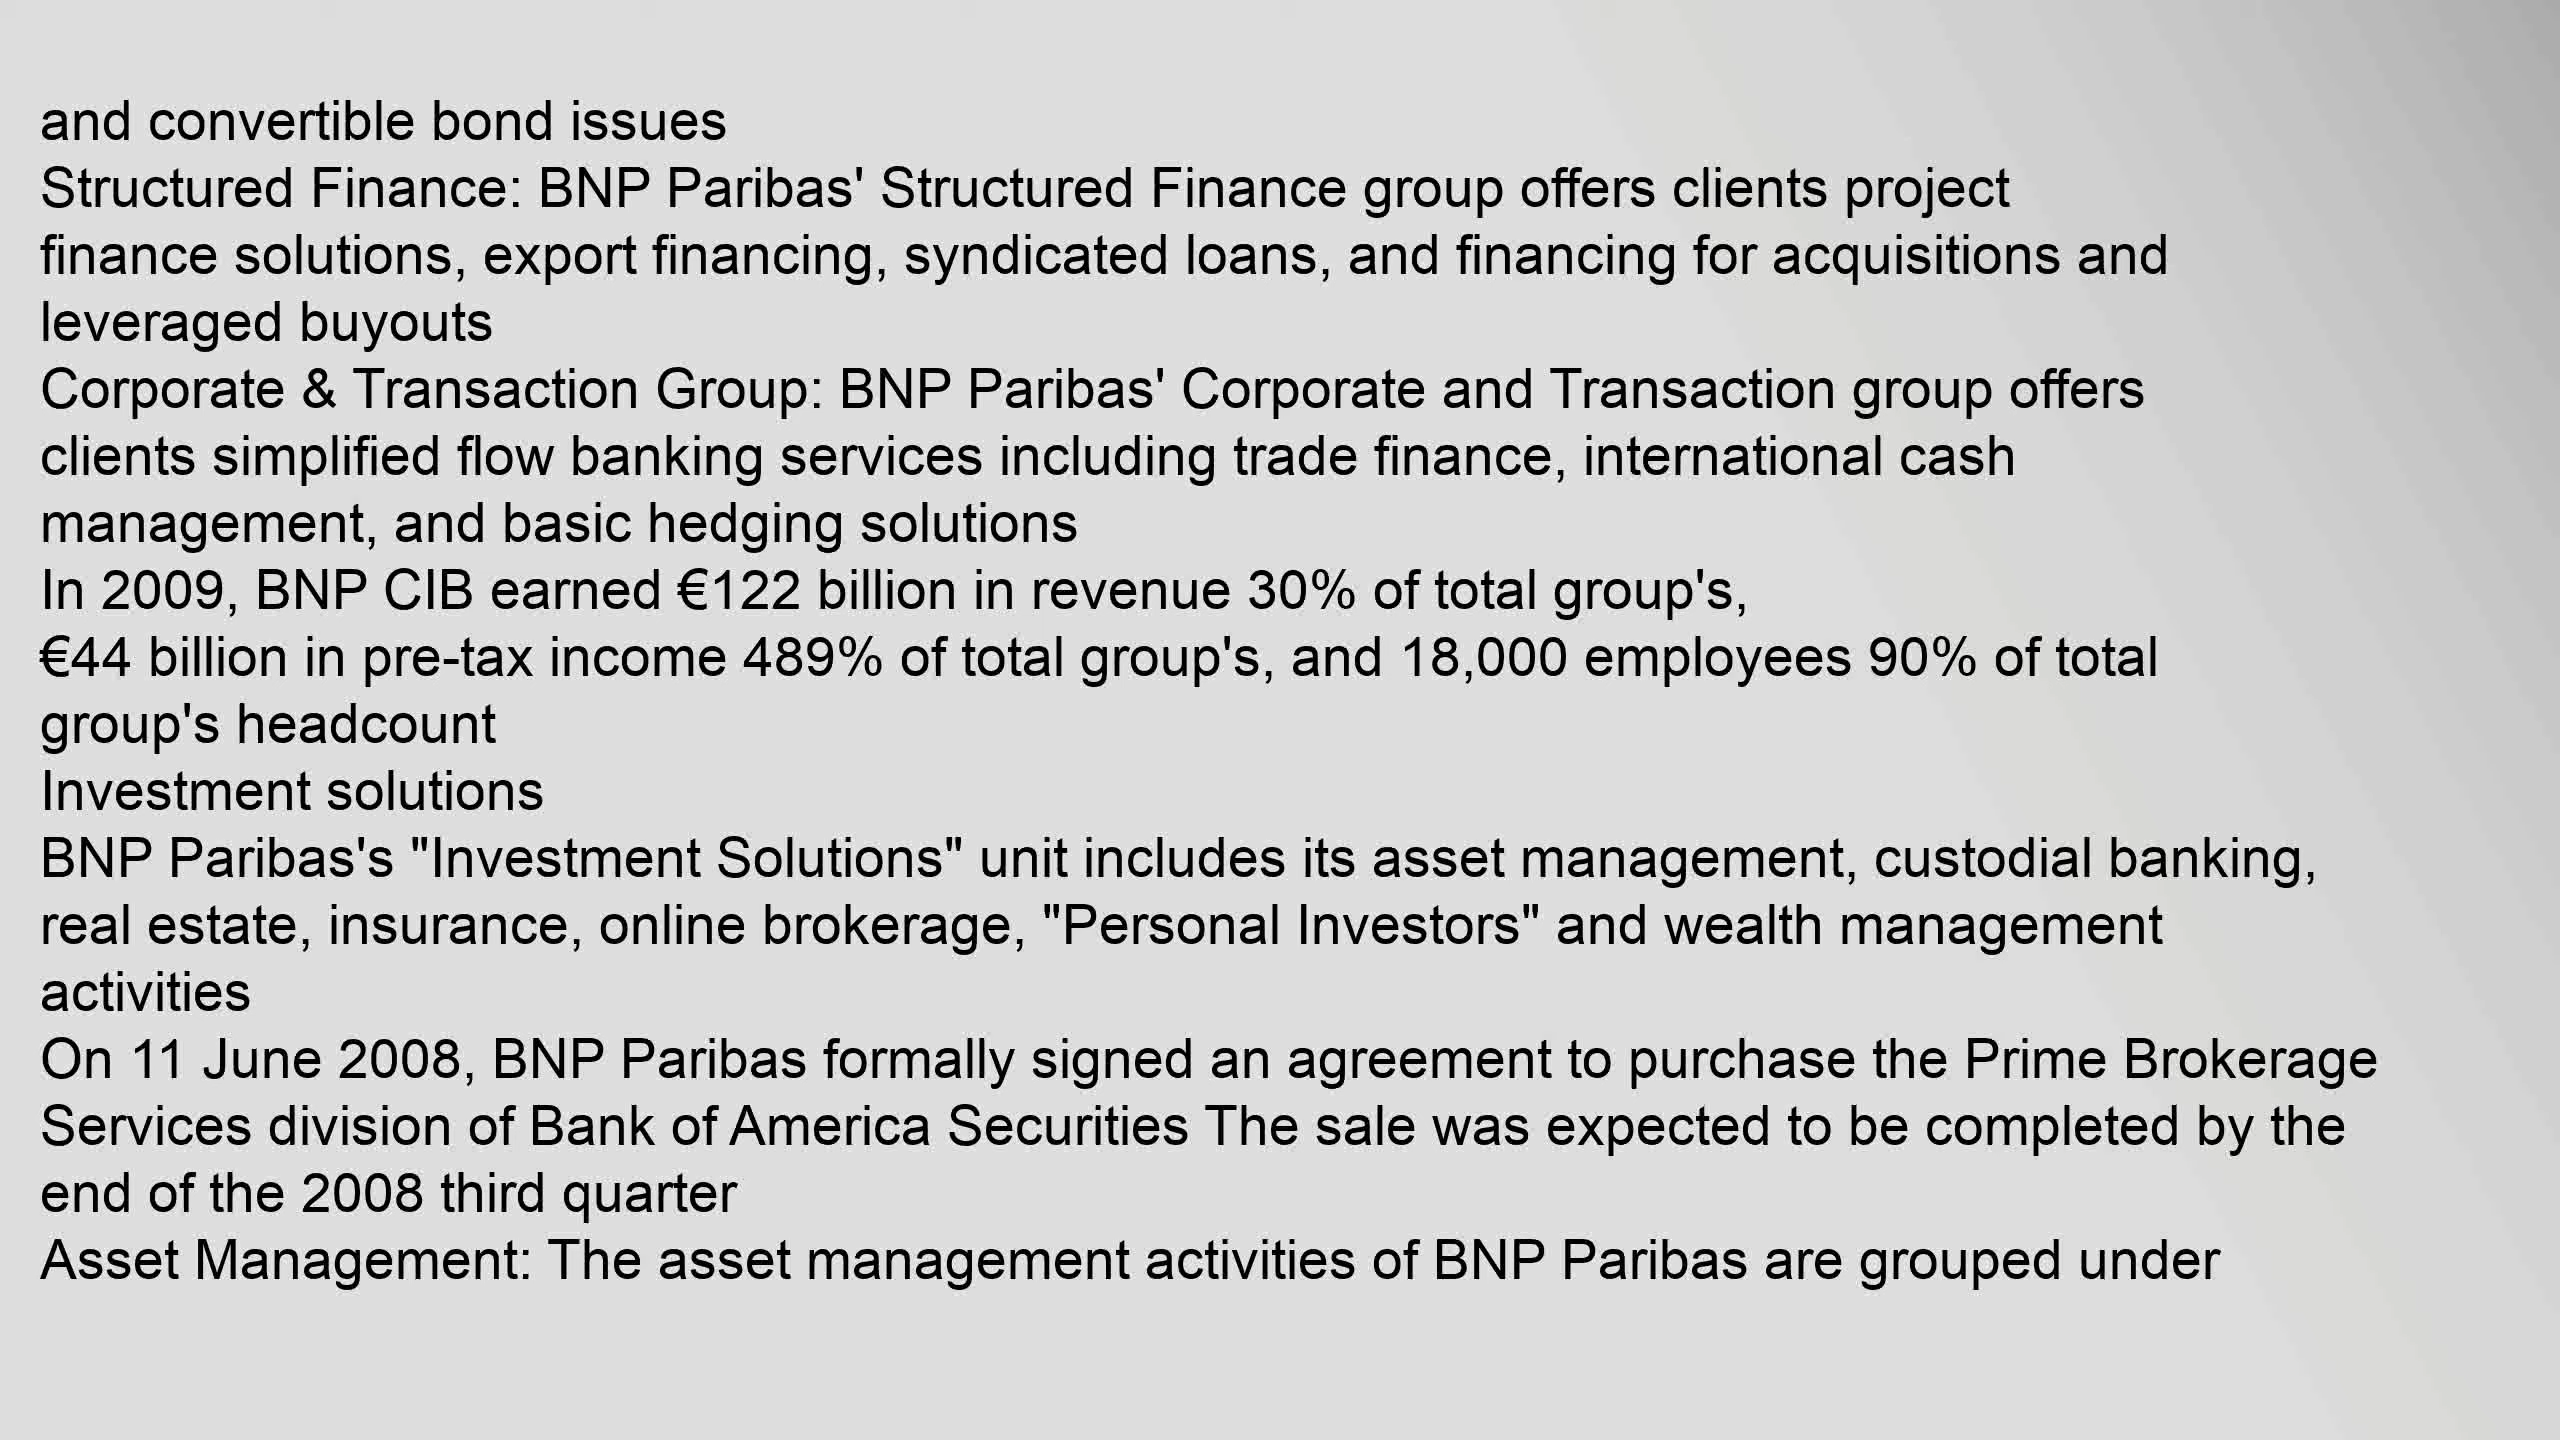 and convertible bond issues
Structured Finance: BNP Paribas' Structured Finance group offers clients project
finance solutions, export financing, syndicated loans, and financing for acquisitions and
leveraged buyouts
Corporate & Transaction Group: BNP Paribas' Corporate and Transaction group offers
clients simplified flow banking services including trade finance, international cash
management, and basic hedging solutions
In 2009, BNP CIB earned €122 billion in revenue 30% of total group's,
€44 billion in pre-tax income 489% of total group's, and 18,000 employees 90% of total
group's headcount
Investment solutions
BNP Paribas's "Investment Solutions" unit includes its asset management, custodial banking,
real estate, insurance, online brokerage, "Personal Investors" and wealth management
activities
On 11 June 2008, BNP Paribas formally signed an agreement to purchase the Prime Brokerage
Services division of Bank of America Securities The sale was expected to be completed by the
end of the 2008 third quarter
Asset Management: The asset management activities of BNP Paribas are grouped under